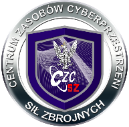 CENTRUM ZASOBÓW CYBERPRZESTRZENI
SIŁ ZBROJNYCH
CZC
SZ